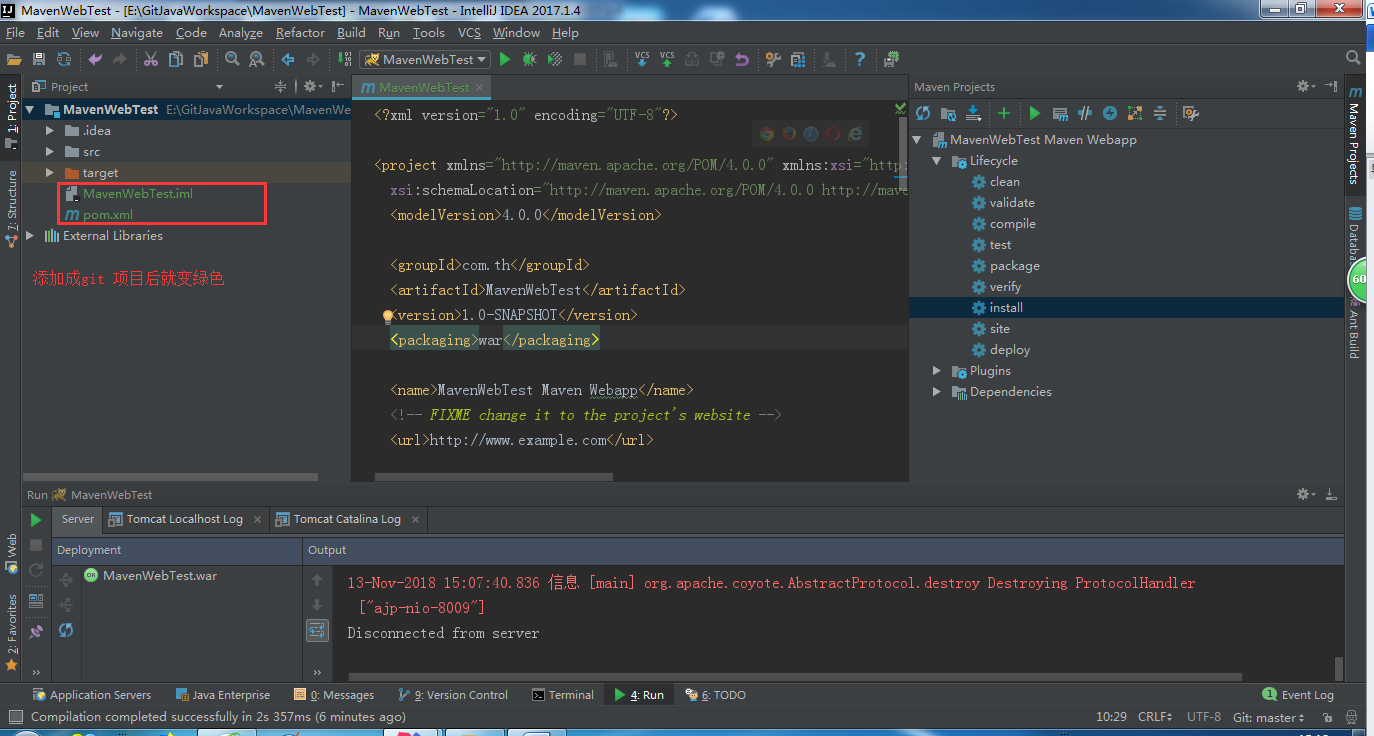 MavenWebTest - [E:\GitJavaWorkspace\MavenWebTest] - MavenWebTest - IntelliJ IDEA 2017.1.4
File Edit View Navigate Code Analyze Refactor Build Run Tools VCS Window Help
MavenWebTest
VCS VCS
Project
MavenWebTest
Maven Projects
1: Project
7: Structure
MavenWebTest E:\GitJavaWorkspace\MavenWe
.idea
src
target
MavenWebTest.iml
pom.xml
External Libraries
添加成git 项目后就变绿色
<?xml version="1.0" encoding="UTF-8"?>
<project xmlns="http://maven.apache.org/POM/4.0.0" xmlns:xsi="http:
xsi:schemaLocation="http://maven.apache.org/POM/4.0.0 http://mave
<modelVersion>4.0.0</modelVersion>
<groupId>com.th</groupId>
<artifactId>MavenWebTest</artifactId>
<version>1.0-SNAPSHOT</version>
<packaging>war</packaging>
<name>MavenWebTest Maven Webapp</name>
<!-- FIXME change it to the project's website -->
<url>http://www.example.com</url>
MavenWebTest Maven Webapp
Lifecycle
clean
validate
compile
test
package
verify
install
site
deploy
Plugins
Dependencies
Maven Projects
Databas
60
Ant Build
Run MavenWebTest
Server Tomcat Localhost Log Tomcat Catalina Log
Deployment Output
OK MavenWebTest.war
13-Nov-2018 15:07:40.836 信息 [main] org.apache.coyote.AbstractProtocol.destroy Destroying ProtocolHandler
["ajp-nio-8009"]
Disconnected from server
Web
2: Favorites
Application Servers Java Enterprise 0: Messages 9: Version Control Terminal 4: Run 6: TODO 1 Event Log
Compilation completed successfully in 2s 357ms (6 minutes ago) 10:29 CRLF UTF-8 Git: master